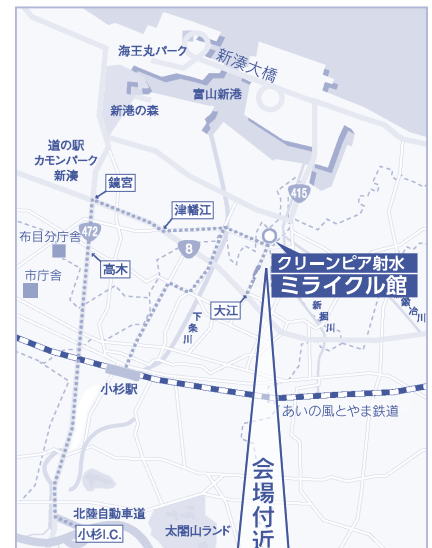 海王丸パーク
新湊大橋
富山新港
新港の森
道の駅
カモンパーク
新湊
鏡宮
415
津幡江
472
布目分庁舎
8
高木
クリーンピア射水
ミライクル館
市庁舎
大江
下条川
新堀川
鍛冶川
小杉駅
あいの風とやま鉄道
会場付近
北陸自動車道
小杉I.C.
太閤山ランド